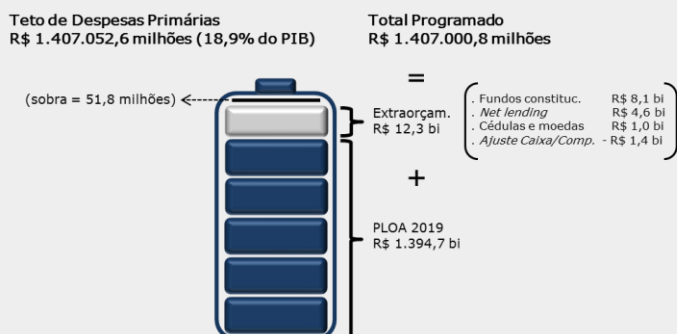 Teto de Despesas Primárias
R$ 1.407.052,6 milhões (18,9% do PIB)
Total Programado
R$ 1.407.000,8 milhões
(sobra = 51,8 milhões)
=
Extraorçam.
R$ 12,3 bi
. Fundos constituc. R$ 8,1 bi
. Net lending R$ 4,6 bi
. Cédulas e moedas R$ 1,0 bi
. Ajuste Caixa/Comp. - R$ 1,4 bi
+
PLOA 2019
R$ 1.394,7 bi